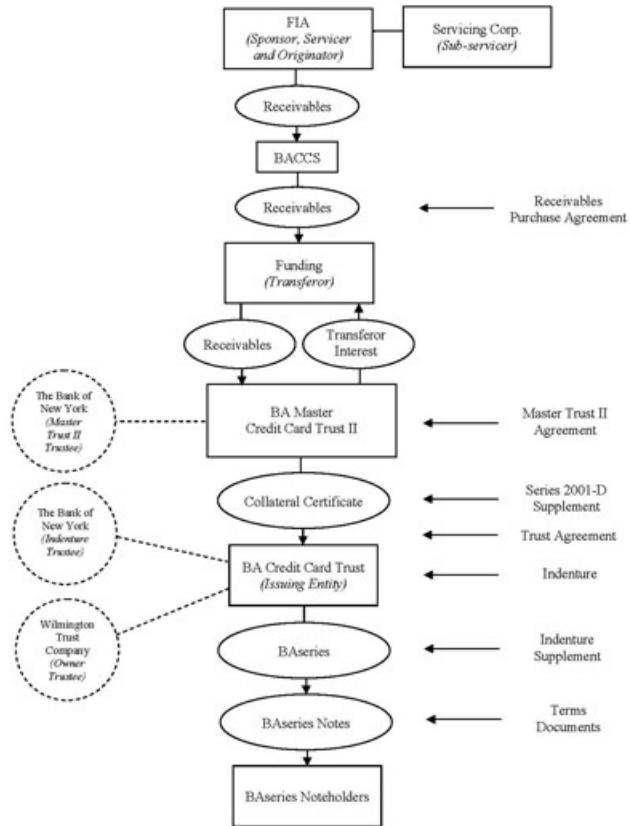 FIA
(Sponsor, Servicer
and Originator)
Servicing Corp.
(Sub-servicer)
Receivables
BACCS
Receivables
Receivables
Purchase Agreement
Funding
(Transferor)
Receivables
Transferor
Interest
The Bank of
New York
(Master
Trust II
Trustee)
BA Master
Credit Card Trust II
Master Trust II
Agreement
Collateral Certificate
Series 2001-D
Supplement
The Bank of
New York
(Indenture
Trustee)
Trust Agreement
BA Credit Card Trust
(Issuing Entity)
Indenture
Wilmington
Trust
Company
(Owner
Trustee)
BAseries
Indenture
Supplement
BAseries Notes
Terms
Documents
BAseries Noteholders